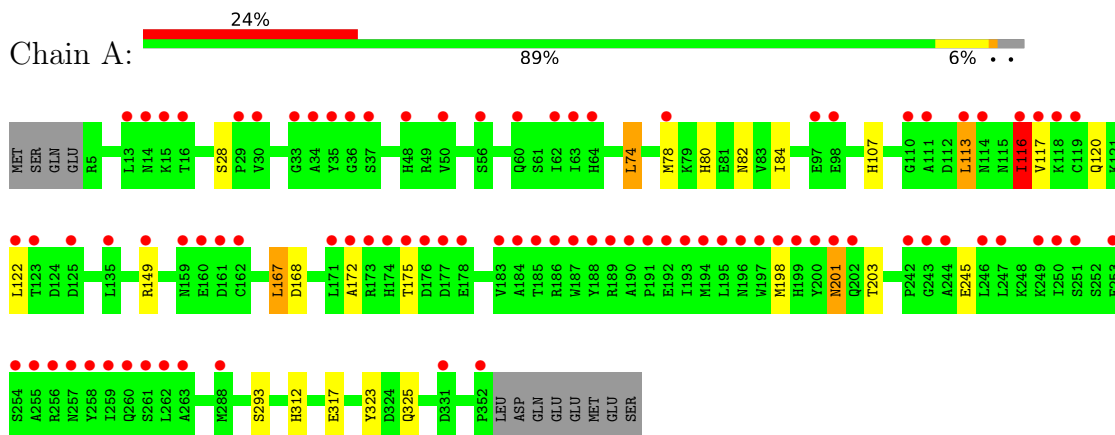 24%
Chain A:
89% 6% • •
MET SER GLN GLU R5 L13 N14 K15 T16 S28 P29 V30 G33 A34 Y35 G36 S37 H48 R49 V50 S56 Q60 S61 I62 I63 H64 L74 M78 K79 H80 E81 N82 V83 I84 E97 E98 H107 G110 A111 D112 L113 N114 N115 I116 V117 K118 C119 Q120 K121
L122 T123 D124 D125 L135 R149 N159 E160 D161 C162 L167 D168 L171 A172 R173 H174 T175 D176 D177 E178 V183 A184 T185 R186 W187 Y188 R189 A190 P191 E192 I193 M194 L195 N196 W197 M198 H199 Y200 N201 Q202 T203 P242 G243 A244 E245 L246 L247 K248 K249 I250 S251 S252 E253
S254 A255 R256 N257 Y258 I259 Q260 S261 L262 A263 M288 S293 H312 E317 Y323 D324 Q325 D331 P352 LEU ASP GLN GLU GLU MET GLU SER